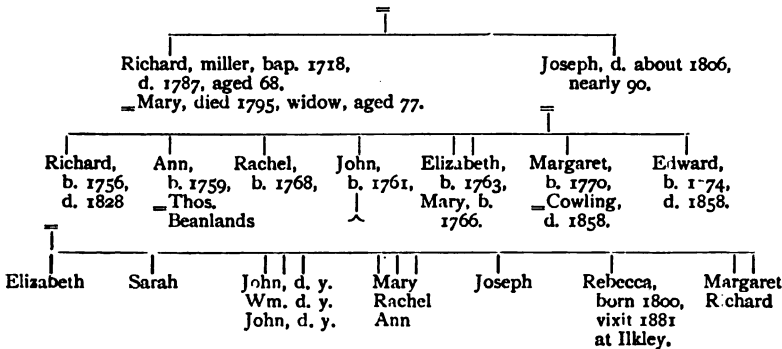 Richard, miller, bap. 1718,
d. 1787, aged 68.
=Mary, died 1795, widow, aged 77.
Joseph, d. about 1806,
nearly 90.
Richard,
b. 1756,
d. 1828
Ann,
b. 1759,
=Thos.
Beanlands
Rachel,
b. 1768,
John,
b. 1761,
Elizabeth,
b. 1763,
Mary, b.
1766.
Margaret,
b. 1770,
=Cowling,
d. 1858.
Edward,
b. 1774,
d. 1858.
Elizabeth
Sarah
John, d. y.
Wm. d. y.
John, d. y.
Mary
Rachel
Ann
Joseph
Rebecca,
born 1800,
vixit 1881
at Ilkley.
Margaret
Richard